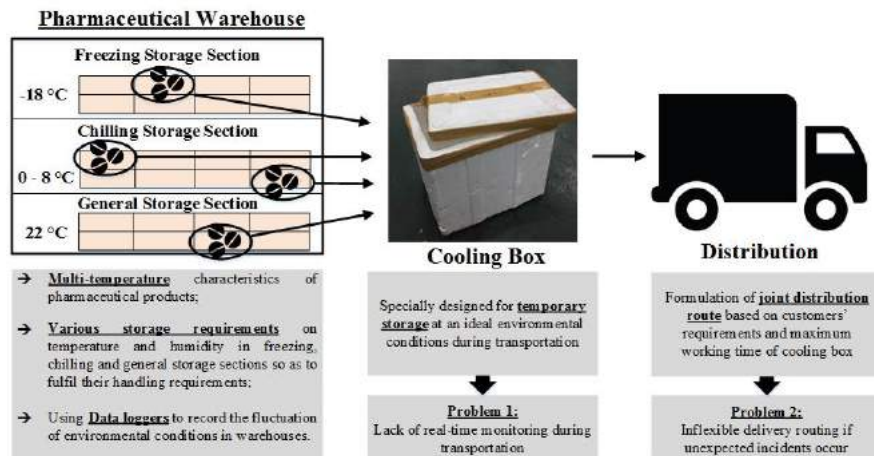 Pharmaceutical Warehouse
Freezing Storage Section
-18 °C
Chilling Storage Section
0 - 8 °C
General Storage Section
22 °C
→ Multi-temperature characteristics of
pharmaceutical products;
→ Various storage requirements on
temperature and humidity in freezing,
chilling and general storage sections so as to
fulfil their handling requirements;
→ Using Data loggers to record the fluctuation
of environmental conditions in warehouses.
Cooling Box
Specially designed for temporary
storage at an ideal environmental
conditions during transportation
Problem 1:
Lack of real-time monitoring during
transportation
Distribution
Formulation of joint distribution
route based on customers'
requirements and maximum
working time of cooling box
Problem 2:
Inflexible delivery routing if
unexpected incidents occur